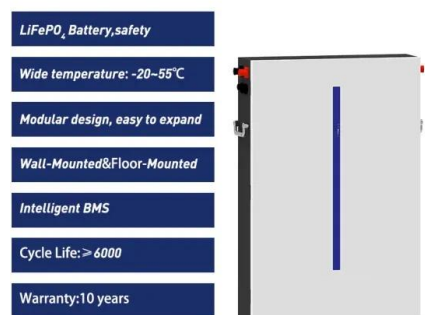 LiFePO₄ Battery,safety
Wide temperature: -20~55℃
Modular design, easy to expand
Wall-Mounted&Floor-Mounted
Intelligent BMS
Cycle Life:≥6000
Warranty:10 years